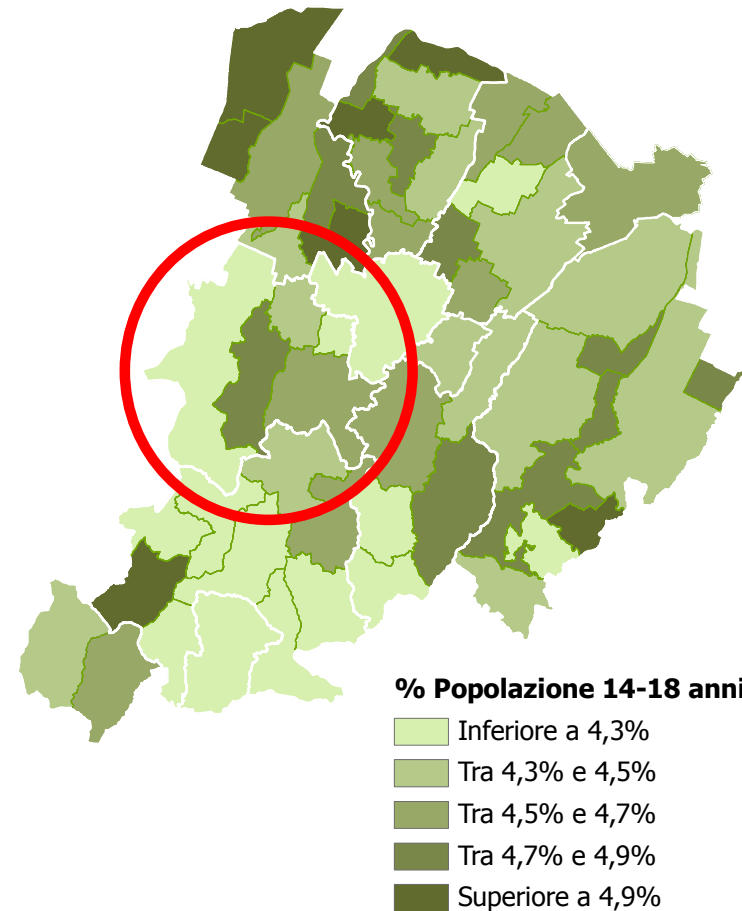 % Popolazione 14-18 anni
Inferiore a 4,3%
Tra 4,3% e 4,5%
Tra 4,5% e 4,7%
Tra 4,7% e 4,9%
Superiore a 4,9%